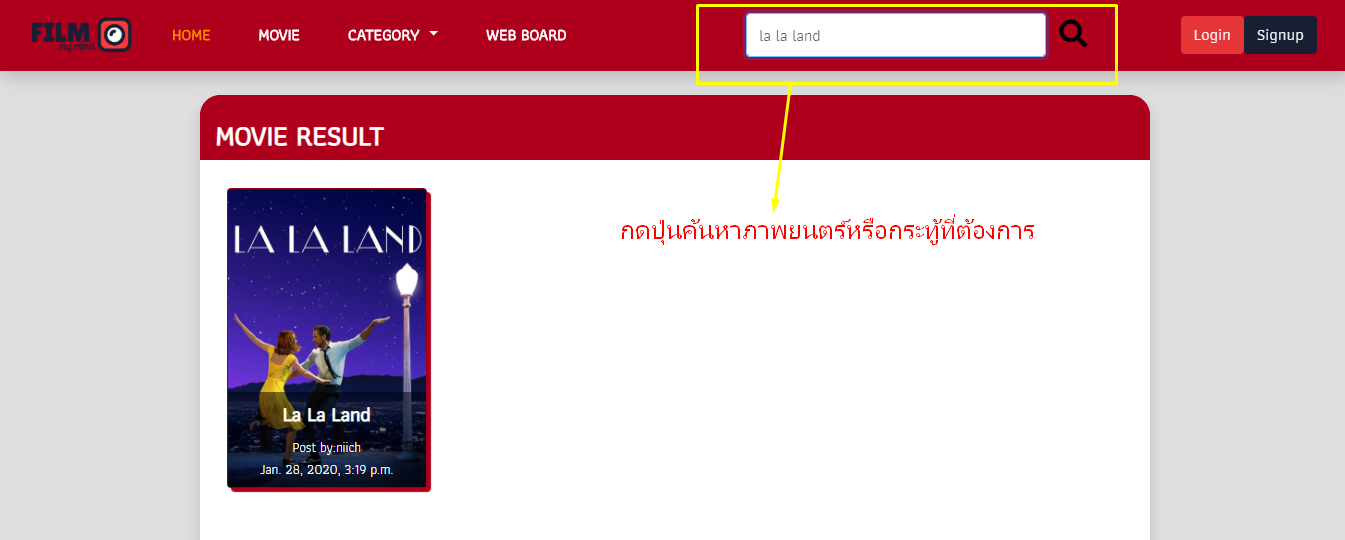 FILM
my mind
HOME
MOVIE
CATEGORY
WEB BOARD
la la land
Login
Signup
MOVIE RESULT
LA LA LAND
La La Land
Post by:niich
Jan. 28, 2020, 3:19 p.m.
กดปุ่นค้นหาภาพยนตร์หรือกระทู้ที่ต้องการ